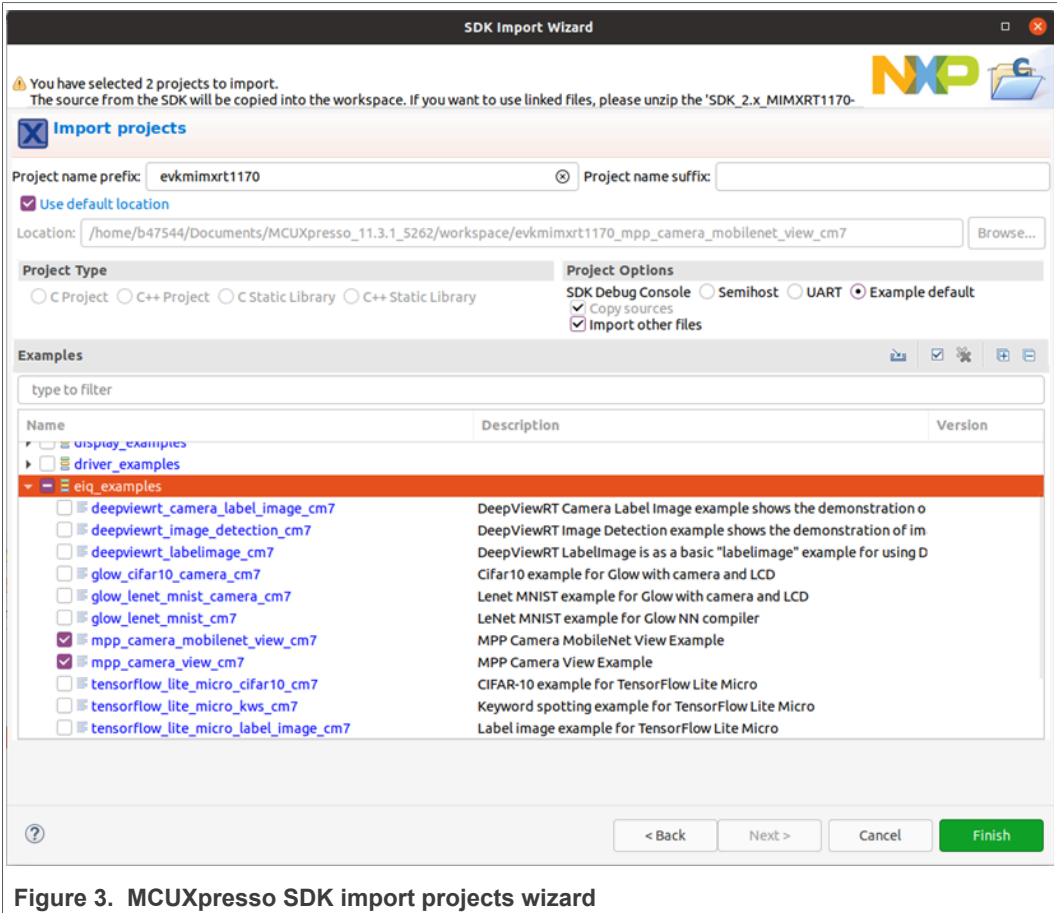 SDK Import Wizard
You have selected 2 projects to import.
The source from the SDK will be copied into the workspace. If you want to use linked files, please unzip the 'SDK_2.x_MIMXRT1170-
NXP
C
X
Import projects
Project name prefix: evkmimxrt1170 Project name suffix:
Use default location
Location: /home/b47544/Documents/MCUXpresso_11.3.1_5262/workspace/evkmimxrt1170_mpp_camera_mobilenet_view_cm7 Browse...
Project Type Project Options
C Project C++ Project C Static Library C++ Static Library SDK Debug Console Semihost UART Example default
Copy sources
Import other files
Examples
type to filter
Name Description Version
display_examples
driver_examples
eiq_examples
deepviewrt_camera_label_image_cm7 DeepViewRT Camera Label Image example shows the demonstration o
deepviewrt_image_detection_cm7 DeepViewRT Image Detection example shows the demonstration of im
deepviewrt_labelimage_cm7 DeepViewRT LabelImage is as a basic "labelimage" example for using D
glow_cifar10_camera_cm7 Cifar10 example for Glow with camera and LCD
glow_lenet_mnist_camera_cm7 Lenet MNIST example for Glow with camera and LCD
glow_lenet_mnist_cm7 LeNet MNIST example for Glow NN compiler
mpp_camera_mobilenet_view_cm7 MPP Camera MobileNet View Example
mpp_camera_view_cm7 MPP Camera View Example
tensorflow_lite_micro_cifar10_cm7 CIFAR-10 example for TensorFlow Lite Micro
tensorflow_lite_micro_kws_cm7 Keyword spotting example for TensorFlow Lite Micro
tensorflow_lite_micro_label_image_cm7 Label image example for TensorFlow Lite Micro
? < Back Next > Cancel Finish
Figure 3. MCUXpresso SDK import projects wizard